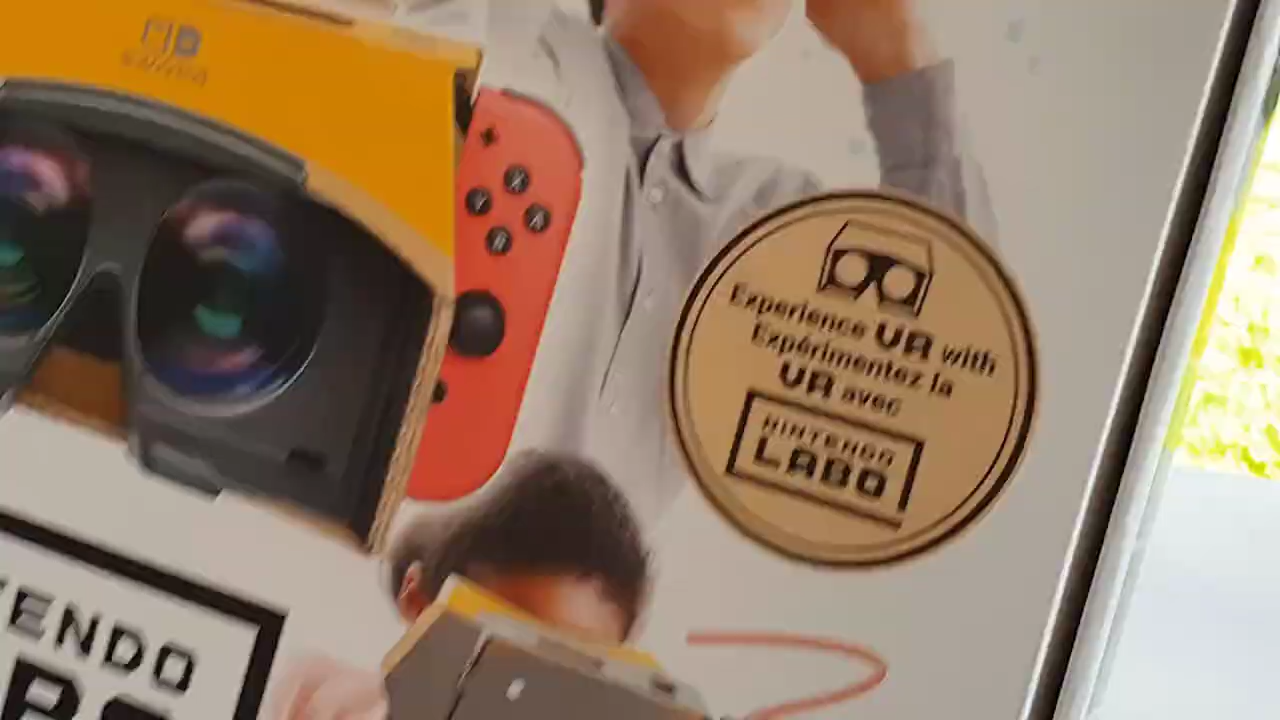 Experience VR with
Expérimentez la
VR avec
NINTENDO
LABO
X
Y
A
B
ENDO